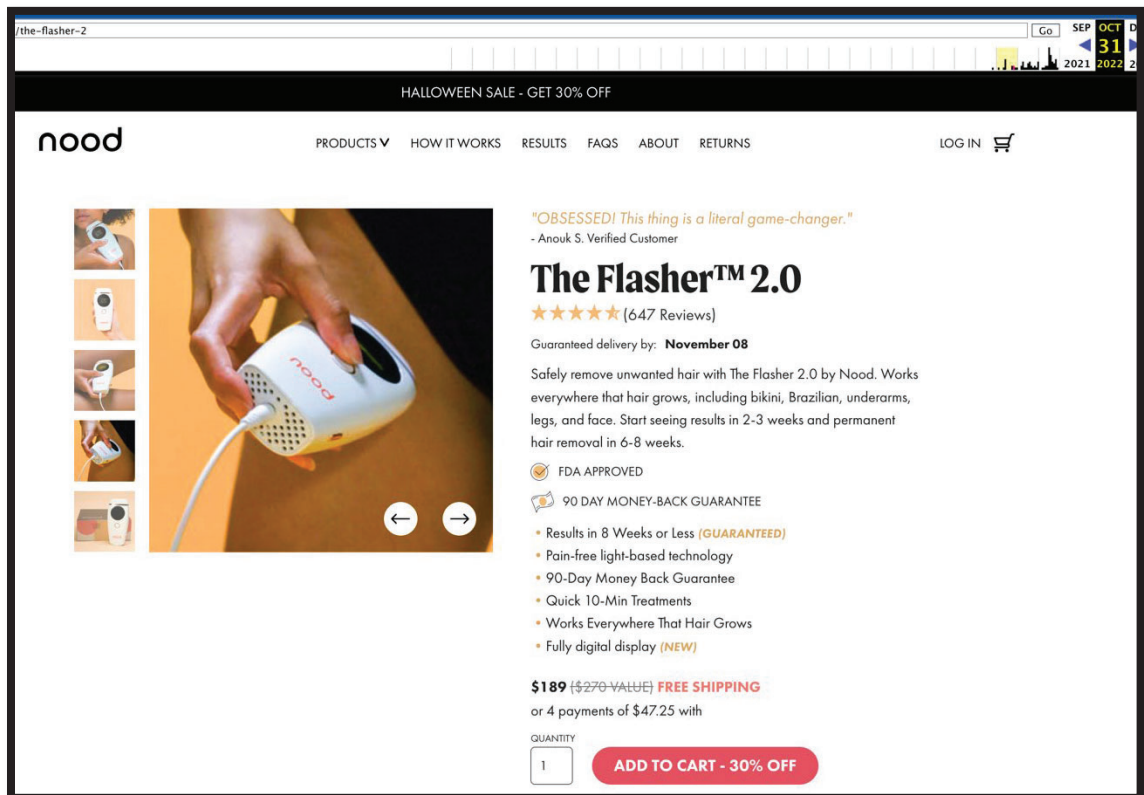 /the-flasher-2
Go
SEP OCT D
31
2021 2022 2
HALLOWEEN SALE - GET 30% OFF
nood
PRODUCTS HOW IT WORKS RESULTS FAQS ABOUT RETURNS
LOG IN
nood
"OBSESSED! This thing is a literal game-changer."
- Anouk S. Verified Customer
The Flasher™ 2.0
(647 Reviews)
Guaranteed delivery by: November 08
Safely remove unwanted hair with The Flasher 2.0 by Nood. Works
everywhere that hair grows, including bikini, Brazilian, underarms,
legs, and face. Start seeing results in 2-3 weeks and permanent
hair removal in 6-8 weeks.
FDA APPROVED
90 DAY MONEY-BACK GUARANTEE
• Results in 8 Weeks or Less (GUARANTEED)
• Pain-free light-based technology
• 90-Day Money Back Guarantee
• Quick 10-Min Treatments
• Works Everywhere That Hair Grows
• Fully digital display (NEW)
$189 ($270 VALUE) FREE SHIPPING
or 4 payments of $47.25 with
QUANTITY
1
ADD TO CART - 30% OFF